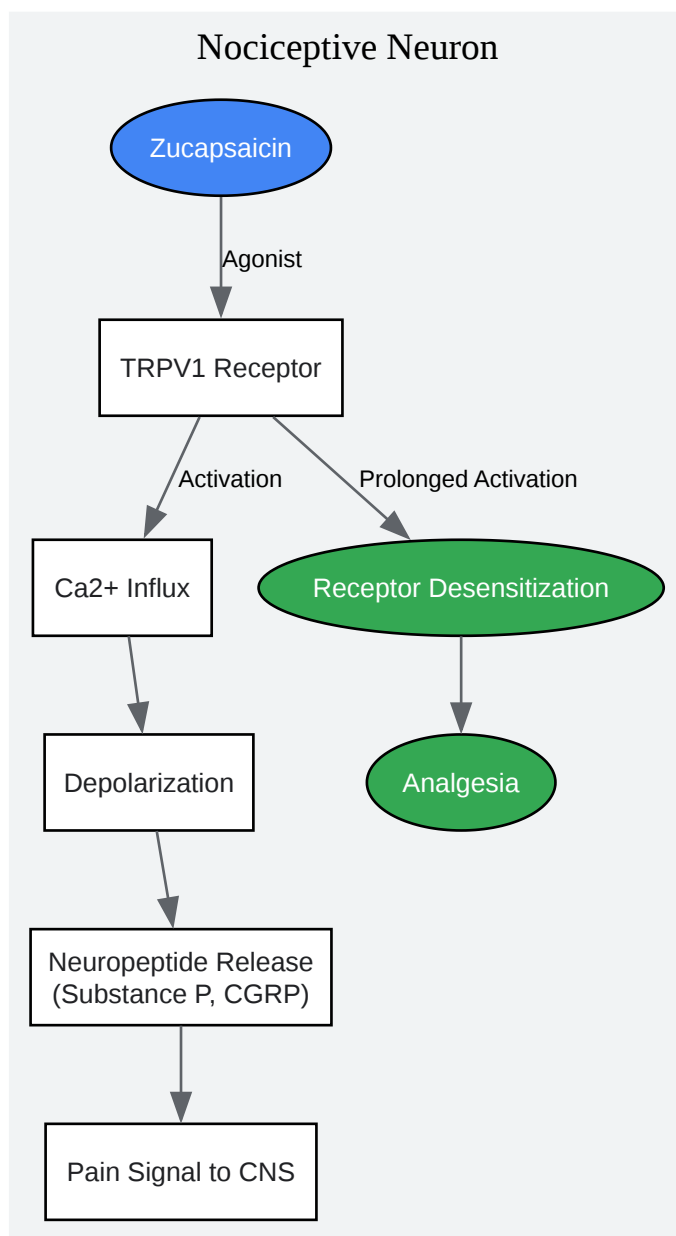 Nociceptive Neuron
Zucapsaicin
Agonist
TRPV1 Receptor
Activation
Prolonged Activation
Ca2+ Influx
Receptor Desensitization
Depolarization
Analgesia
Neuropeptide Release
(Substance P, CGRP)
Pain Signal to CNS